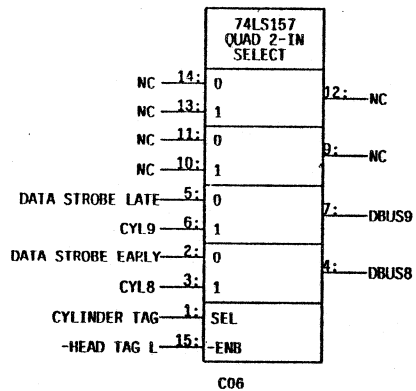 74LS157
QUAD 2-IN
SELECT
NC 14: 0
12: NC
NC 13: 1
NC 11: 0
9: NC
NC 10: 1
DATA STROBE LATE 5: 0
7: DBUS9
CYL9 6: 1
DATA STROBE EARLY 2: 0
4: DBUS8
CYL8 3: 1
CYLINDER TAG 1: SEL
-HEAD TAG L 15: -ENB
C06